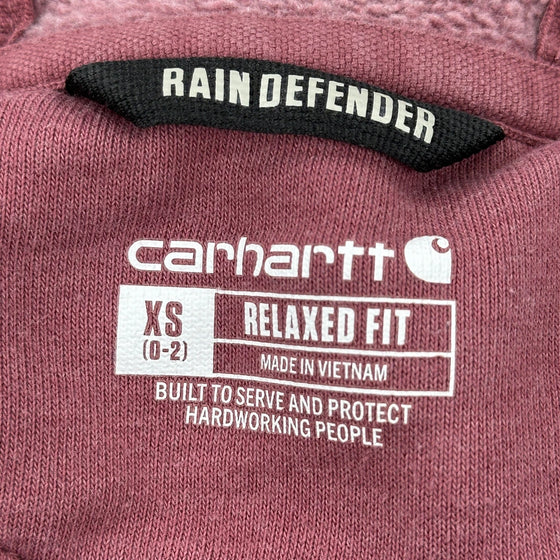 RAIN DEFENDER
carhartt
XS
(0-2)
RELAXED FIT
MADE IN VIETNAM
BUILT TO SERVE AND PROTECT
HARDWORKING PEOPLE